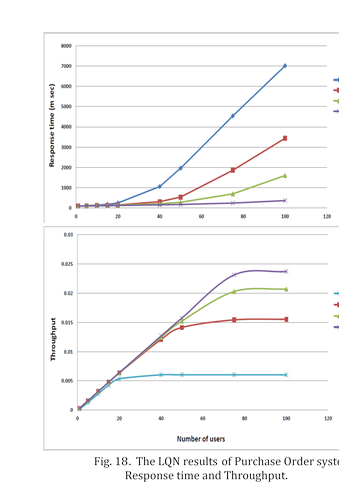 8000
7000
6000
5000
4000
3000
2000
1000
0
Response time (m sec)
0 20 40 60 80 100 120
0.03
0.025
0.02
0.015
0.01
0.005
0
Throughput
0 20 40 60 80 100 120
Number of users
Fig. 18. The LQN results of Purchase Order syste
Response time and Throughput.